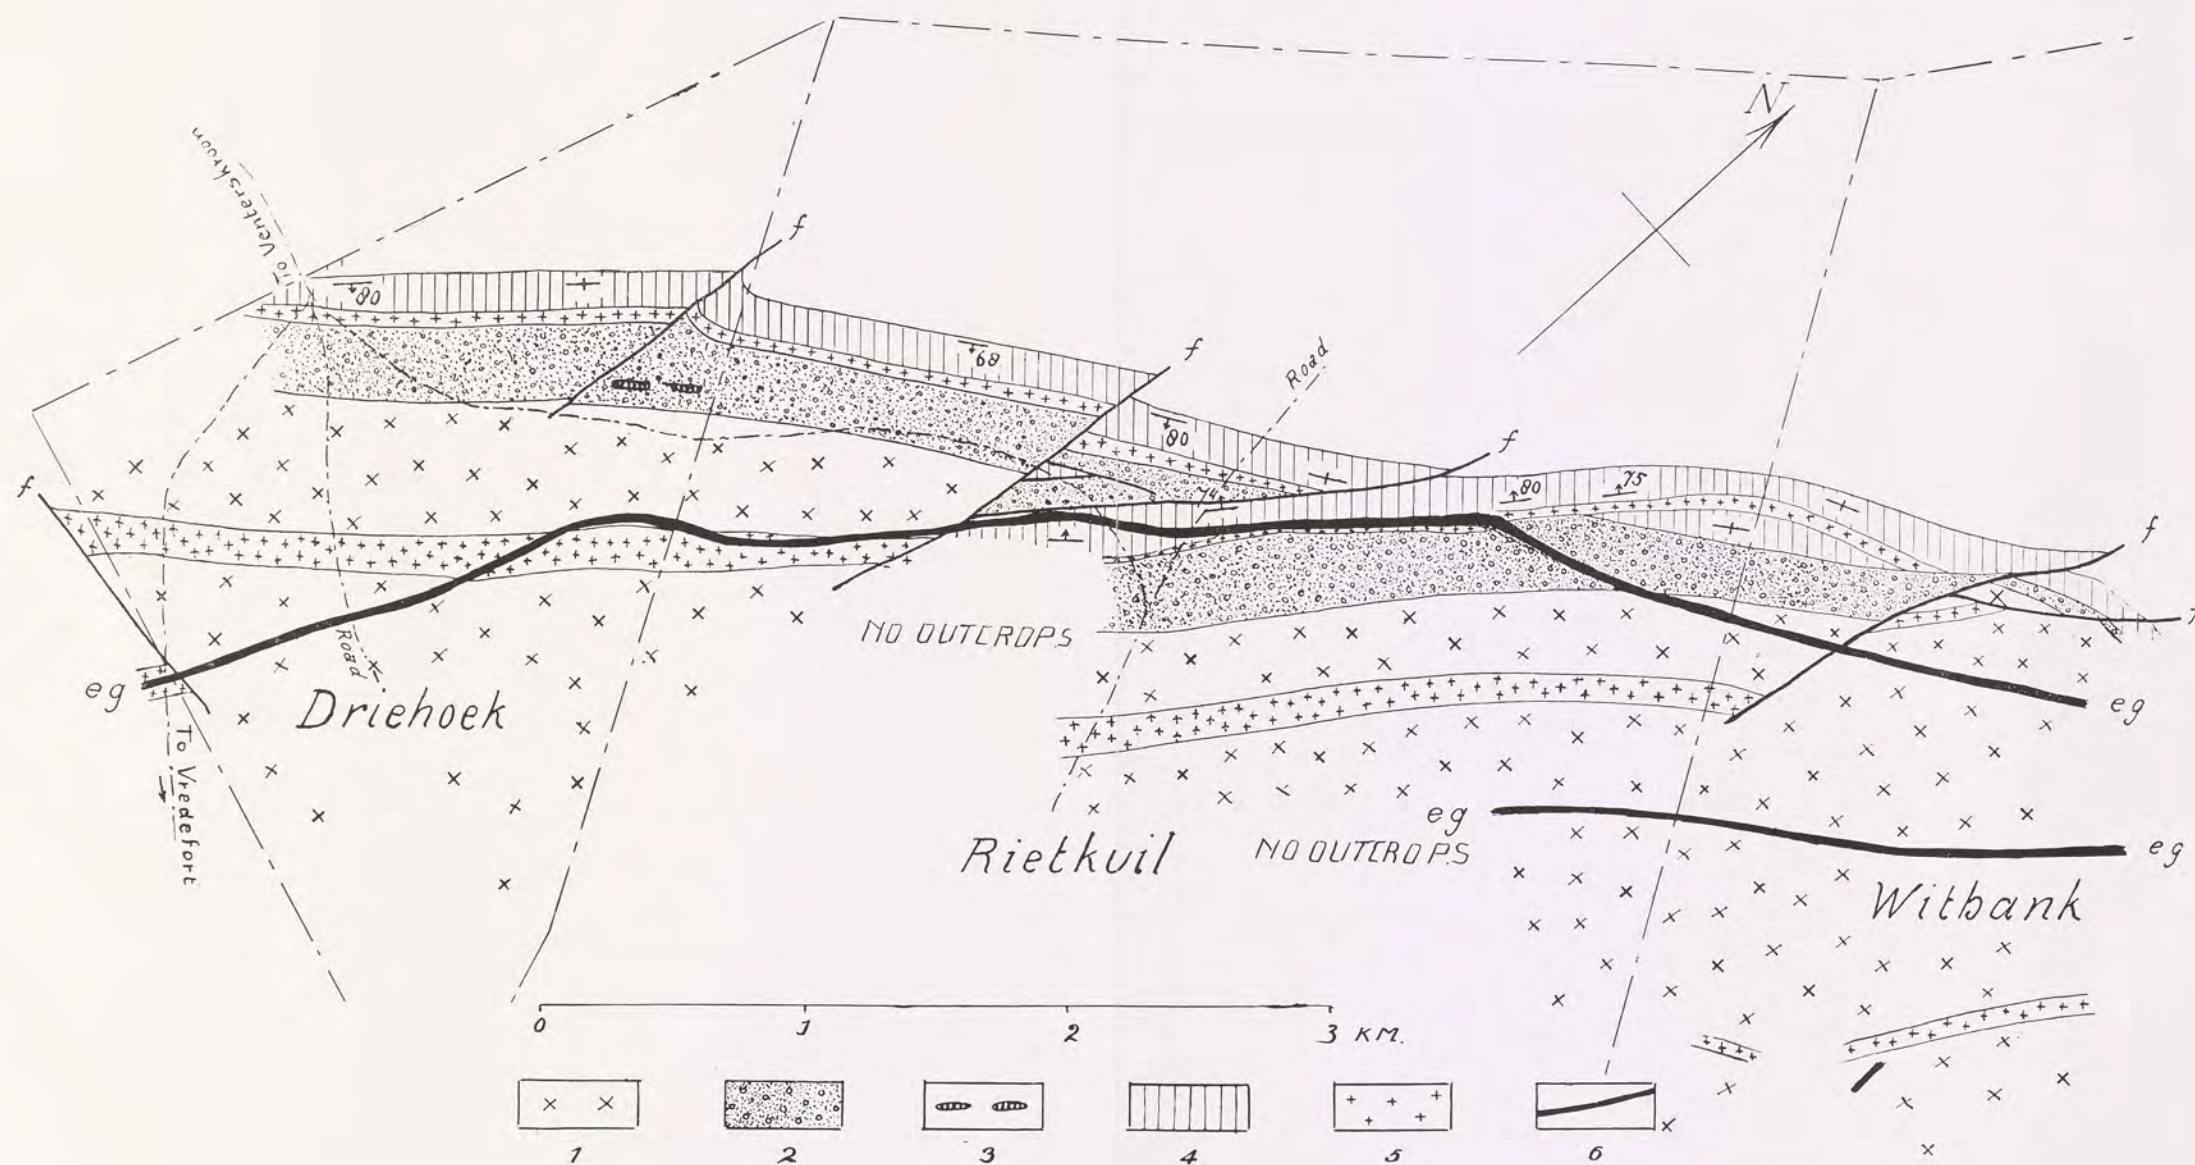 N
To Venterskroon
f
80
68
f
Road
80
f
74
80
75
f
f
NO OUTCROPS
Road
eg
Driehoek
To Vredefort
eg
eg
Rietkuil
NO OUTCROPS
eg
Witbank
0 1 2 3 KM.
1 2 3 4 5 6